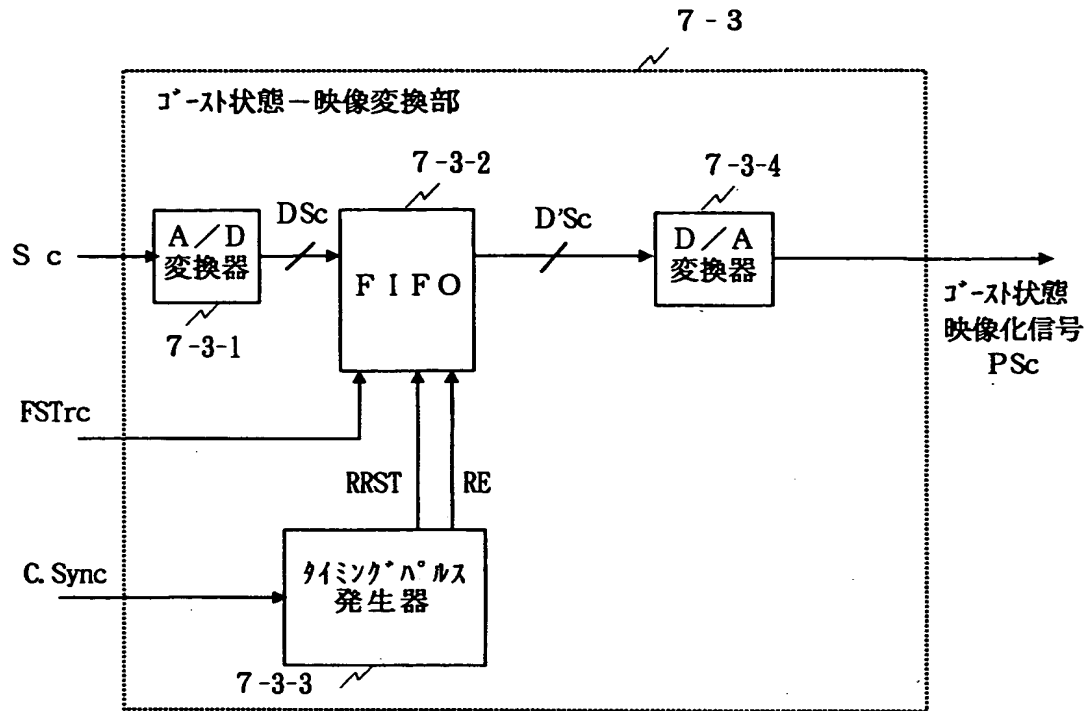 7-3
ゴースト状態-映像変換部
7-3-2
7-3-4
Sc
A/D
変換器
DSc
FIFO
D'Sc
D/A
変換器
7-3-1
ゴースト状態
映像化信号
PSc
FSTrc
RRST
RE
C.Sync
タイミングパルス
発生器
7-3-3